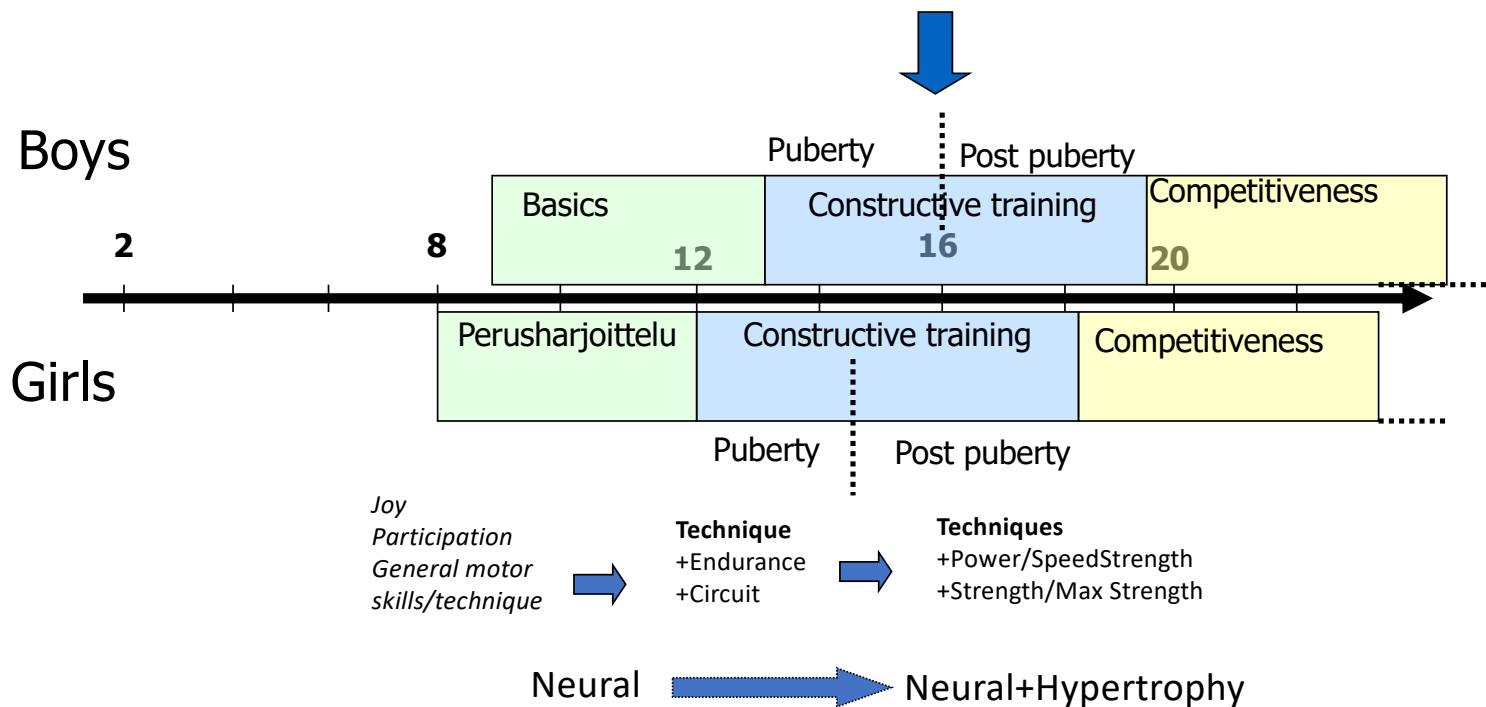 Boys
Puberty
Post puberty
Basics
Constructive training
Competitiveness
2
8
12
16
20
Girls
Perusharjoittelu
Constructive training
Competitiveness
Puberty
Post puberty
Joy
Participation
General motor
skills/technique
Technique
+Endurance
+Circuit
Techniques
+Power/SpeedStrength
+Strength/Max Strength
Neural
Neural+Hypertrophy